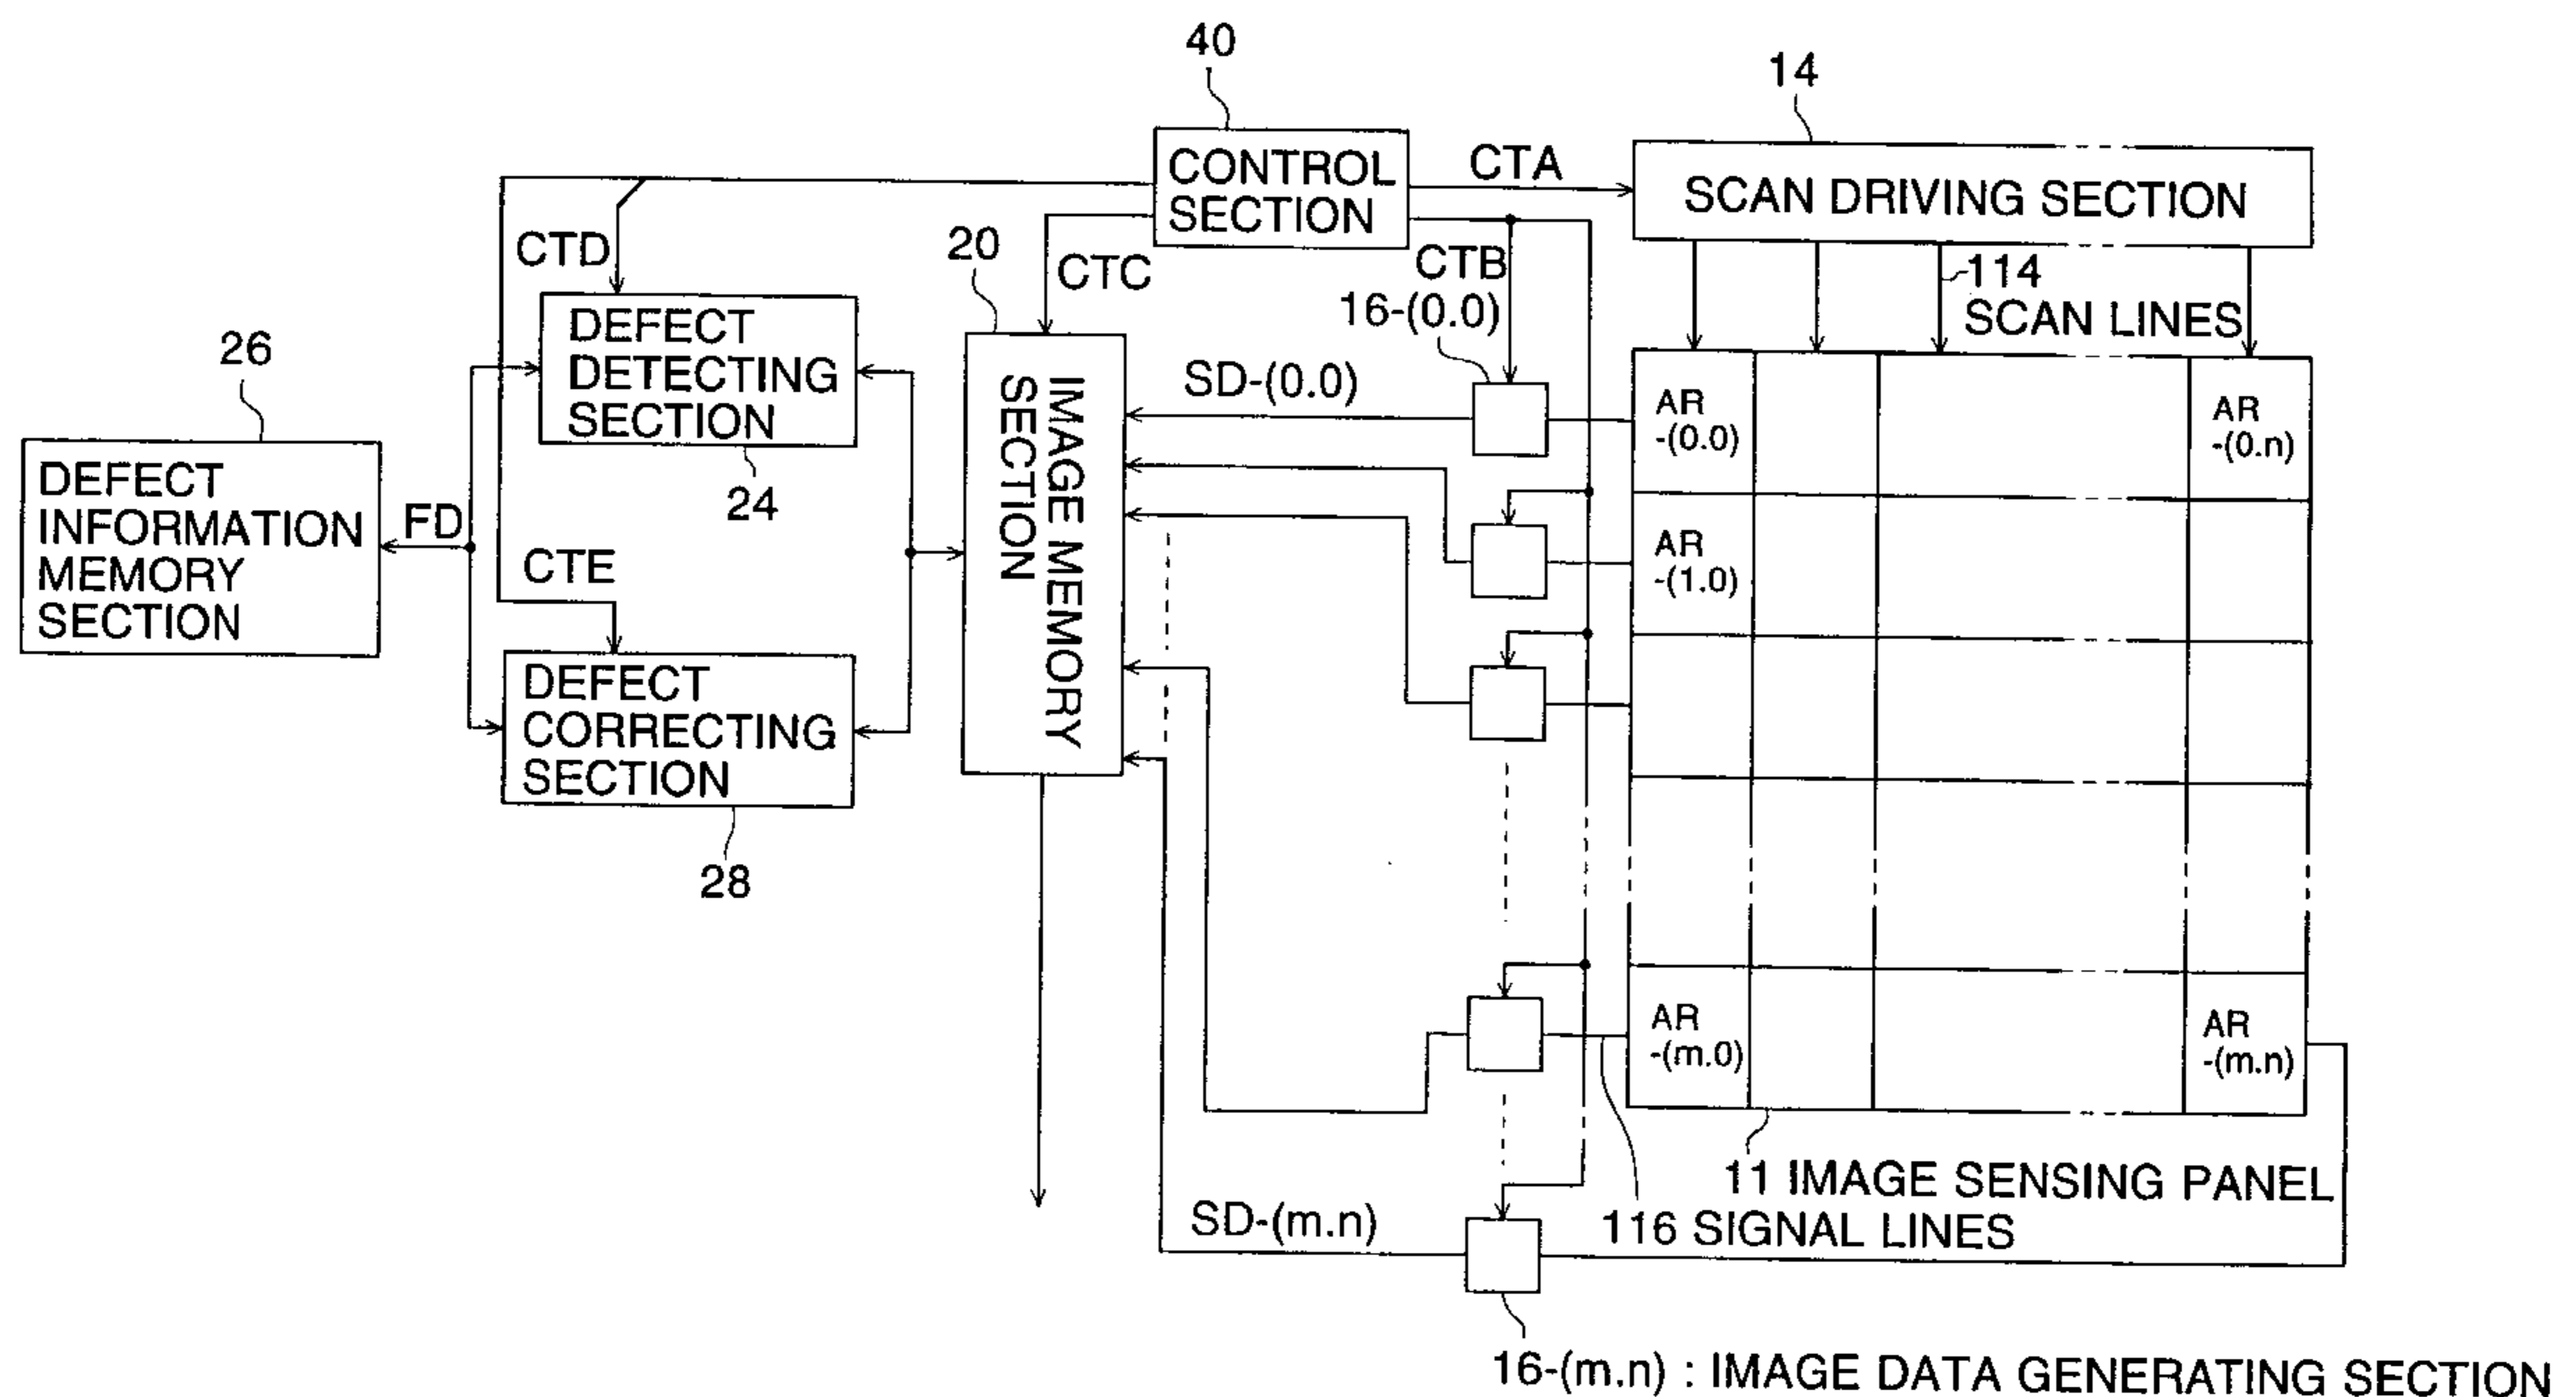 40
14
CONTROL
SECTION
CTA
SCAN DRIVING SECTION
CTD
20
CTC
CTB
16-(0.0)
114
SCAN LINES
26
DEFECT
DETECTING
SECTION
24
SD-(0.0)
AR
-(0.0)
AR
-(0.n)
DEFECT
INFORMATION
MEMORY
SECTION
FD
CTE
IMAGE MEMORY
SECTION
AR
-(1.0)
DEFECT
CORRECTING
SECTION
28
AR
-(m.0)
AR
-(m.n)
11 IMAGE SENSING PANEL
116 SIGNAL LINES
SD-(m.n)
16-(m.n) : IMAGE DATA GENERATING SECTION